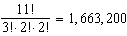 11! / (3! · 2! · 2!) = 1,663,200